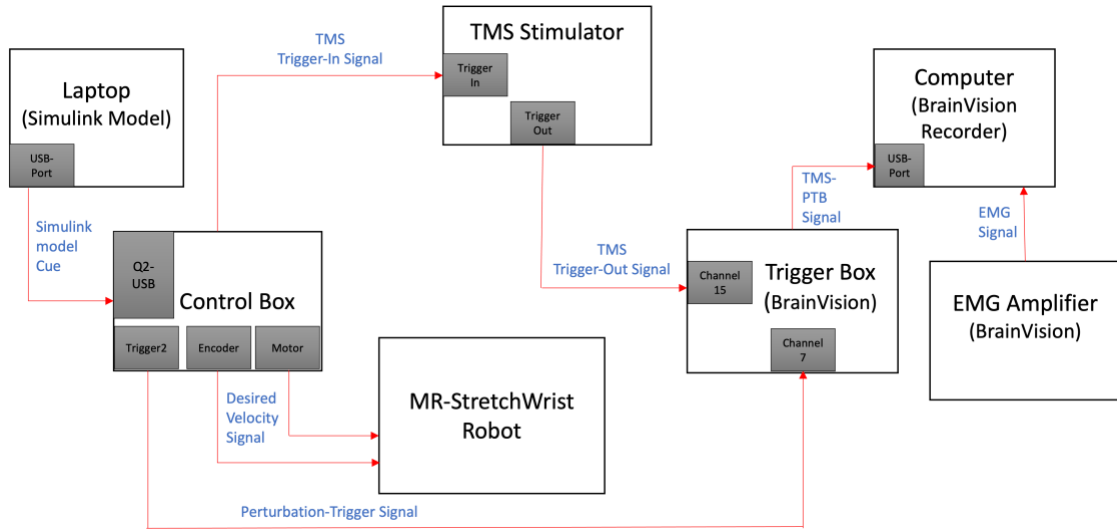 Laptop
(Simulink Model)
USB-
Port
Simulink
model
Cue
TMS
Trigger-In Signal
TMS Stimulator
Trigger
In
Trigger
Out
Computer
(BrainVision
Recorder)
USB-
Port
TMS-
PTB
Signal
EMG
Signal
Q2-
USB
Control Box
Trigger2
Encoder
Motor
TMS
Trigger-Out Signal
Channel
15
Trigger Box
(BrainVision)
Channel
7
EMG Amplifier
(BrainVision)
Desired
Velocity
Signal
MR-StretchWrist
Robot
Perturbation-Trigger Signal